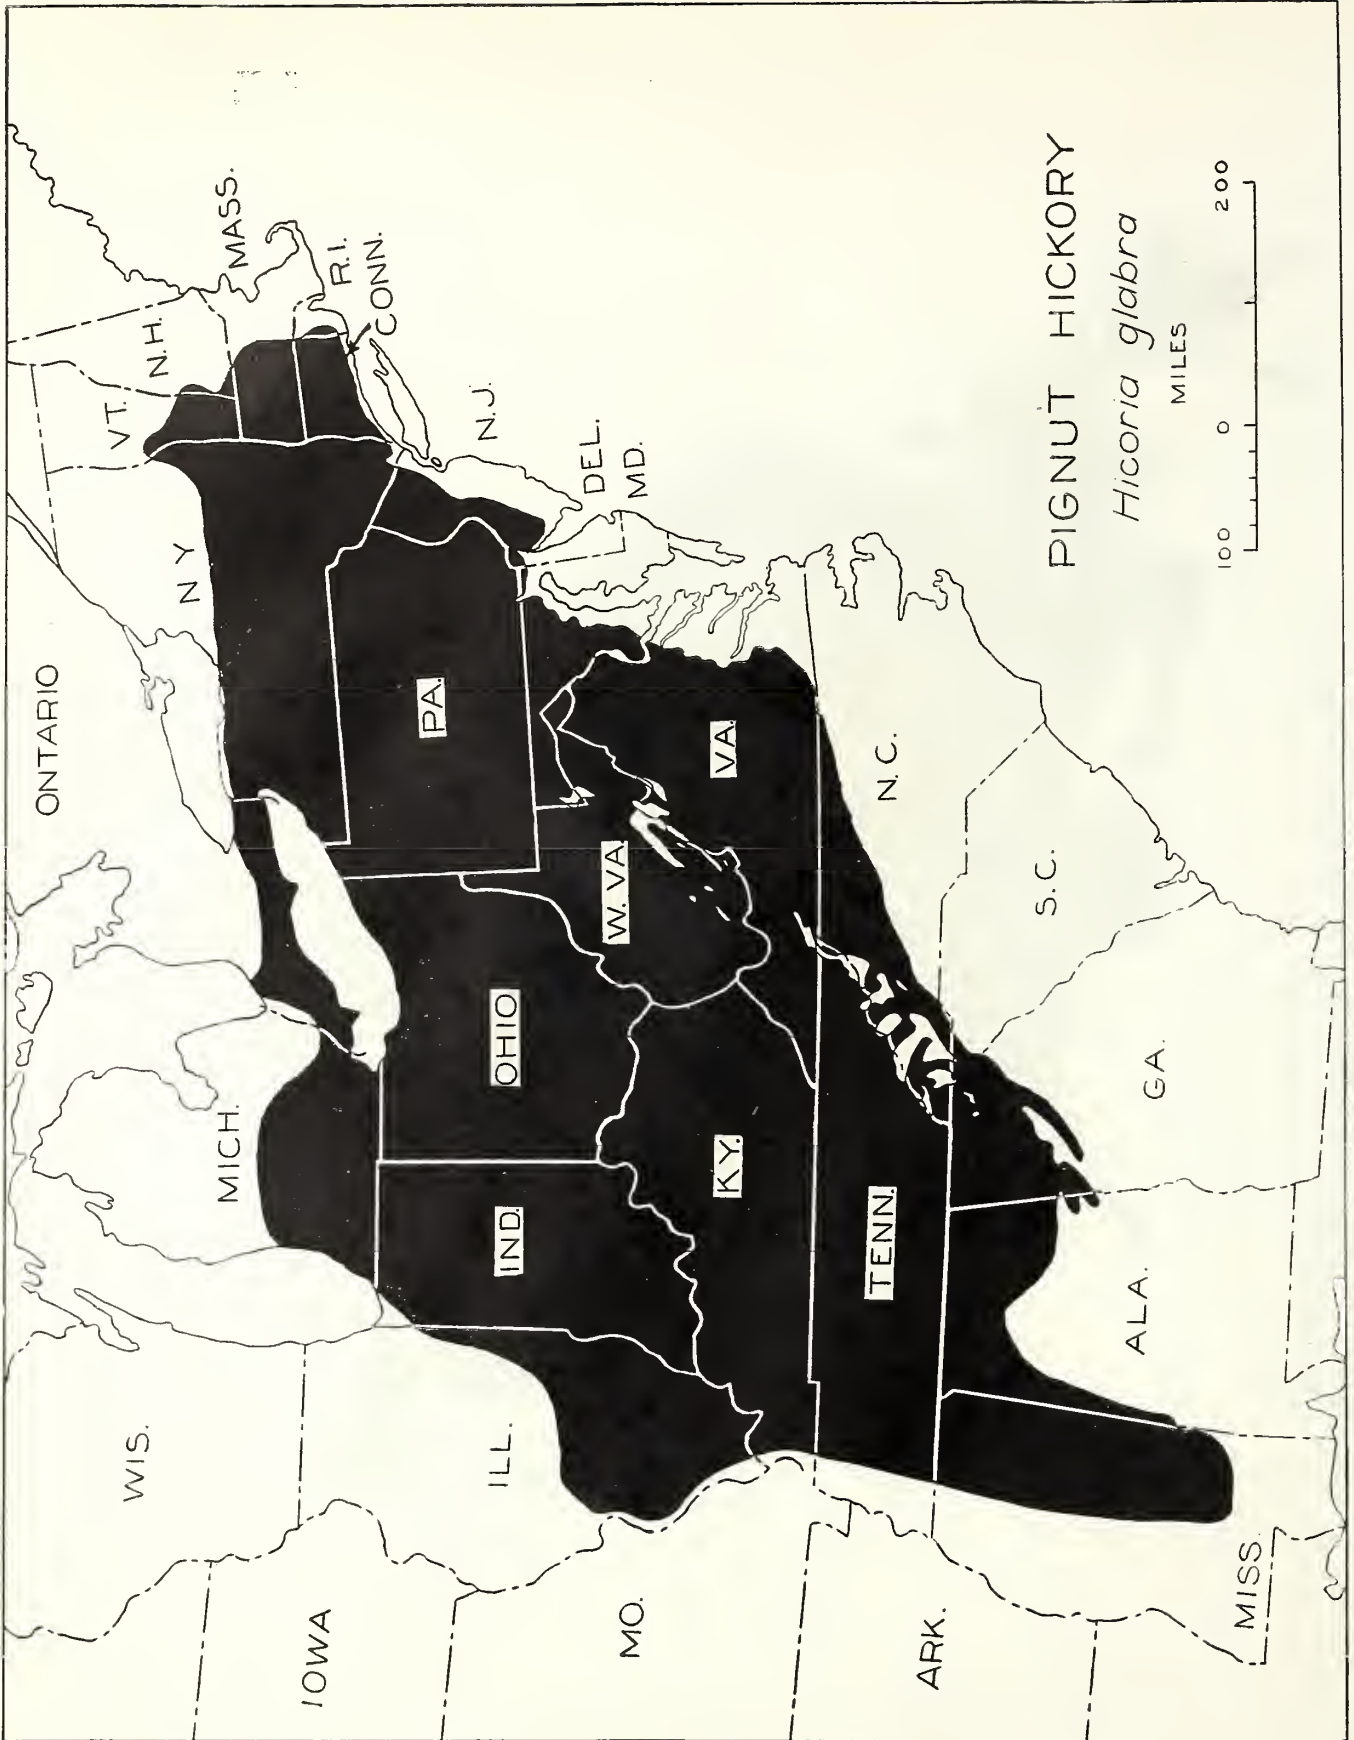 ONTARIO
WIS.
MICH.
N Y
VT.
N.H.
MASS.
R.I.
CONN.
IOWA
ILL.
IND.
OHIO
PA.
N.J.
DEL.
MD.
MO.
KY.
W. VA.
VA.
ARK.
TENN.
N.C.
MISS.
ALA.
GA.
S.C.
PIGNUT HICKORY
Hicoria glabra
MILES
100 0 200